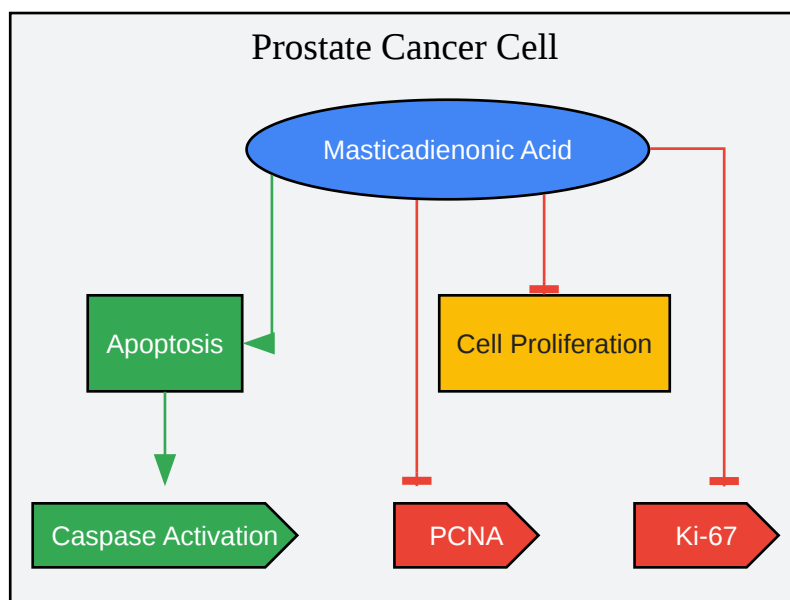 Prostate Cancer Cell
Masticadienonic Acid
Apoptosis
Cell Proliferation
Caspase Activation
PCNA
Ki-67